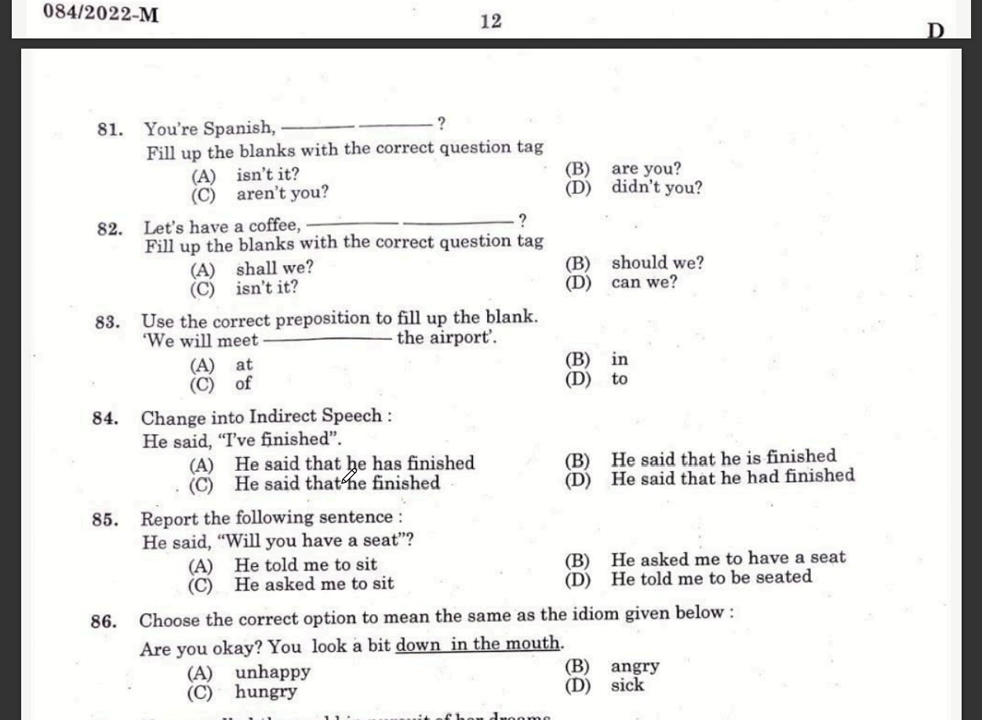 084/2022-M
12
D
81. You're Spanish, ——— ———?
Fill up the blanks with the correct question tag
(A) isn't it? (B) are you?
(C) aren't you? (D) didn't you?
82. Let's have a coffee, ——— ———?
Fill up the blanks with the correct question tag
(A) shall we? (B) should we?
(C) isn't it? (D) can we?
83. Use the correct preposition to fill up the blank.
'We will meet ——— the airport'.
(A) at (B) in
(C) of (D) to
84. Change into Indirect Speech :
He said, "I've finished".
(A) He said that he has finished (B) He said that he is finished
(C) He said that he finished (D) He said that he had finished
85. Report the following sentence :
He said, "Will you have a seat"?
(A) He told me to sit (B) He asked me to have a seat
(C) He asked me to sit (D) He told me to be seated
86. Choose the correct option to mean the same as the idiom given below :
Are you okay? You look a bit down in the mouth.
(A) unhappy (B) angry
(C) hungry (D) sick